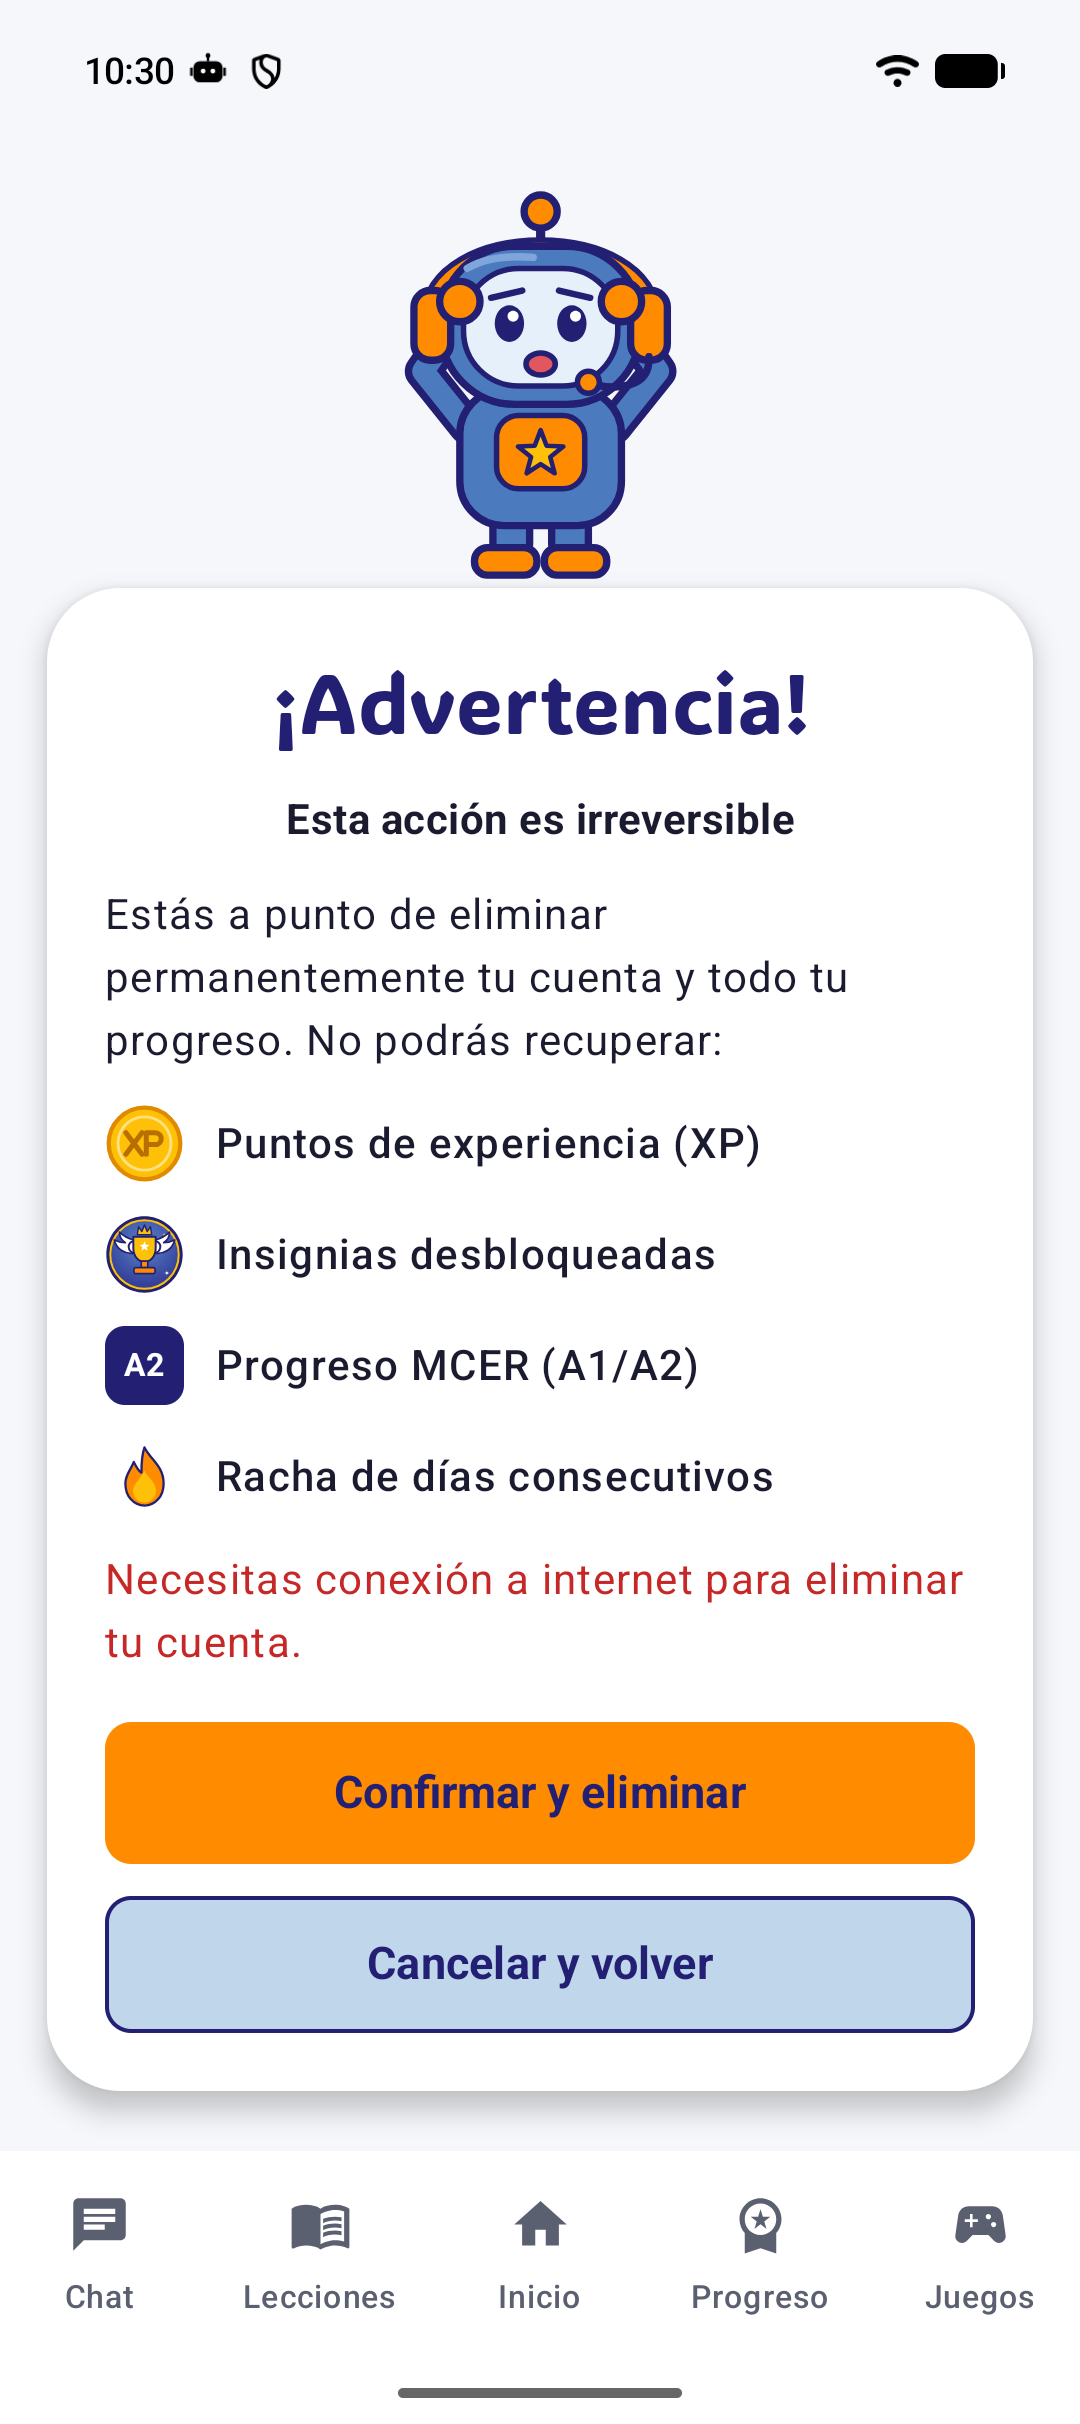 10:30
¡Advertencia!
Esta acción es irreversible
Estás a punto de eliminar
permanentemente tu cuenta y todo tu
progreso. No podrás recuperar:
XP Puntos de experiencia (XP)
Insignias desbloqueadas
A2 Progreso MCER (A1/A2)
Racha de días consecutivos
Necesitas conexión a internet para eliminar
tu cuenta.
Confirmar y eliminar
Cancelar y volver
Chat Lecciones Inicio Progreso Juegos